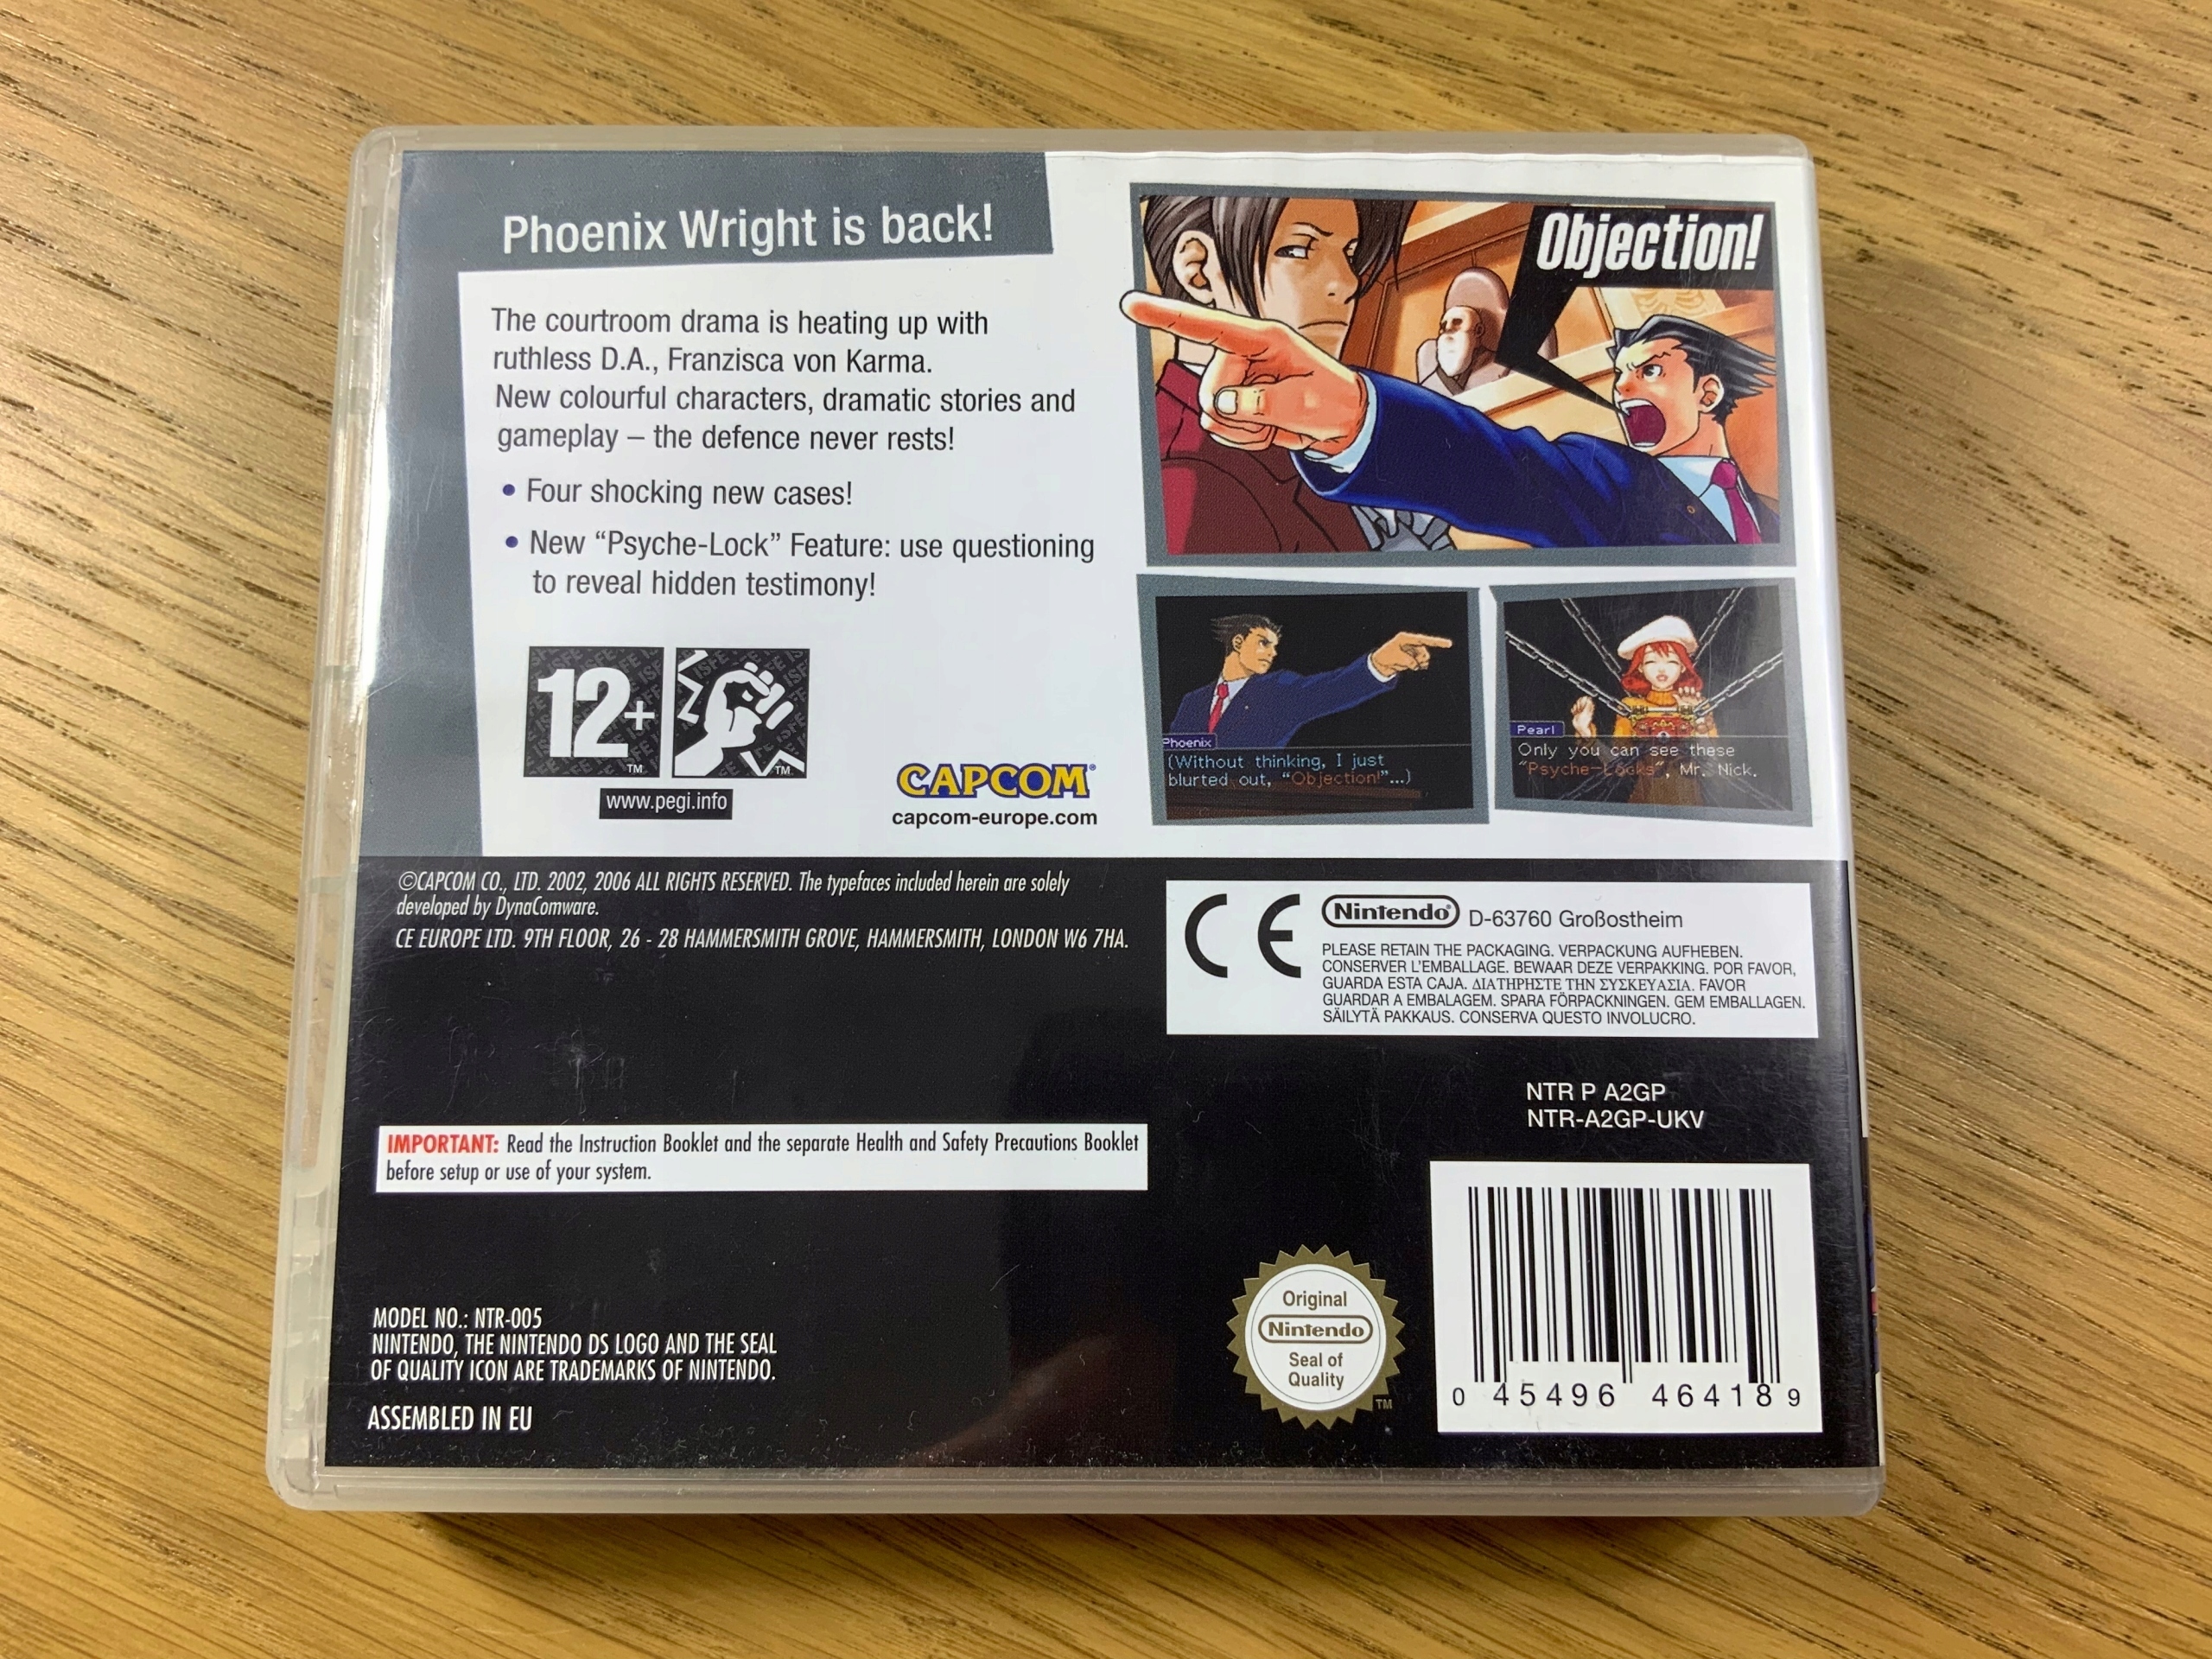 Phoenix Wright is back!
The courtroom drama is heating up with
ruthless D.A., Franzisca von Karma.
New colourful characters, dramatic stories and
gameplay – the defence never rests!
• Four shocking new cases!
• New “Psyche-Lock” Feature: use questioning
to reveal hidden testimony!
12+
TM
TM
www.pegi.info
CAPCOM®
capcom-europe.com
Objection!
Phoenix
(Without thinking, I just
blurted out, “Objection!”...)
Pearl
Only you can see these
“Psyche-Locks”, Mr. Nick.
©CAPCOM CO., LTD. 2002, 2006 ALL RIGHTS RESERVED. The typefaces included herein are solely
developed by DynaComware.
CE EUROPE LTD. 9TH FLOOR, 26 - 28 HAMMERSMITH GROVE, HAMMERSMITH, LONDON W6 7HA.
CE
Nintendo® D-63760 Großostheim
PLEASE RETAIN THE PACKAGING. VERPACKUNG AUFHEBEN.
CONSERVER L'EMBALLAGE. BEWAAR DEZE VERPAKKING. POR FAVOR,
GUARDA ESTA CAJA. ΔΙΑΤΗΡΗΣΤΕ ΤΗΝ ΣΥΣΚΕΥΑΣΙΑ. FAVOR
GUARDAR A EMBALAGEM. SPARA FÖRPACKNINGEN. GEM EMBALLAGEN.
SÄILYTÄ PAKKAUS. CONSERVA QUESTO INVOLUCRO.
NTR P A2GP
NTR-A2GP-UKV
IMPORTANT: Read the Instruction Booklet and the separate Health and Safety Precautions Booklet
before setup or use of your system.
MODEL NO.: NTR-005
NINTENDO, THE NINTENDO DS LOGO AND THE SEAL
OF QUALITY ICON ARE TRADEMARKS OF NINTENDO.
ASSEMBLED IN EU
Original
Nintendo
Seal of
Quality
TM
0 45496 46418 9